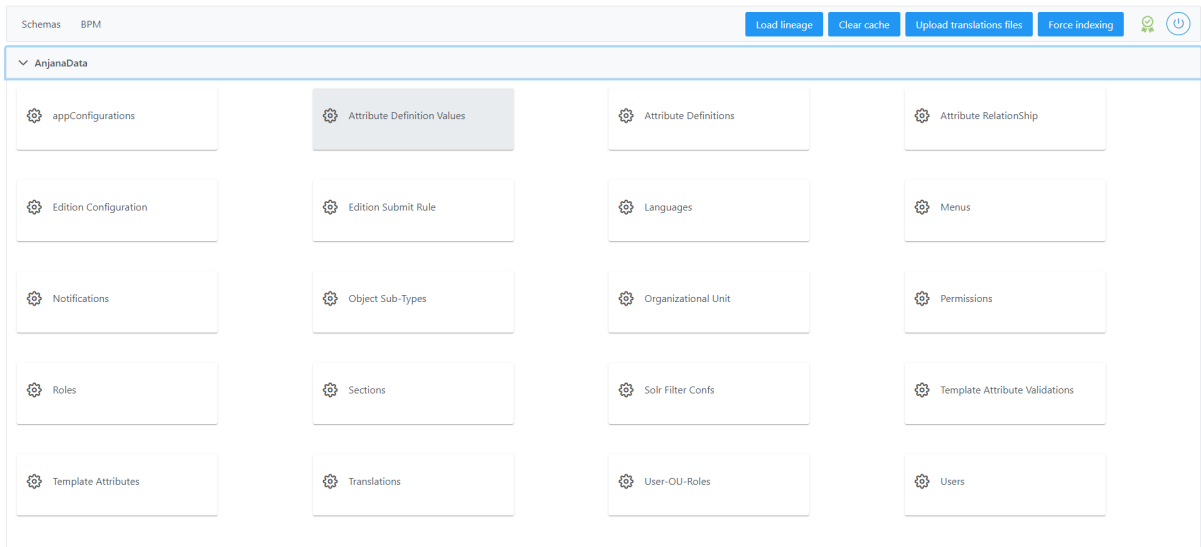 Schemas BPM Load lineage Clear cache Upload translations files Force indexing
AnjanaData
appConfigurations Attribute Definition Values Attribute Definitions Attribute RelationShip
Edition Configuration Edition Submit Rule Languages Menus
Notifications Object Sub-Types Organizational Unit Permissions
Roles Sections Solr Filter Confs Template Attribute Validations
Template Attributes Translations User-OU-Roles Users